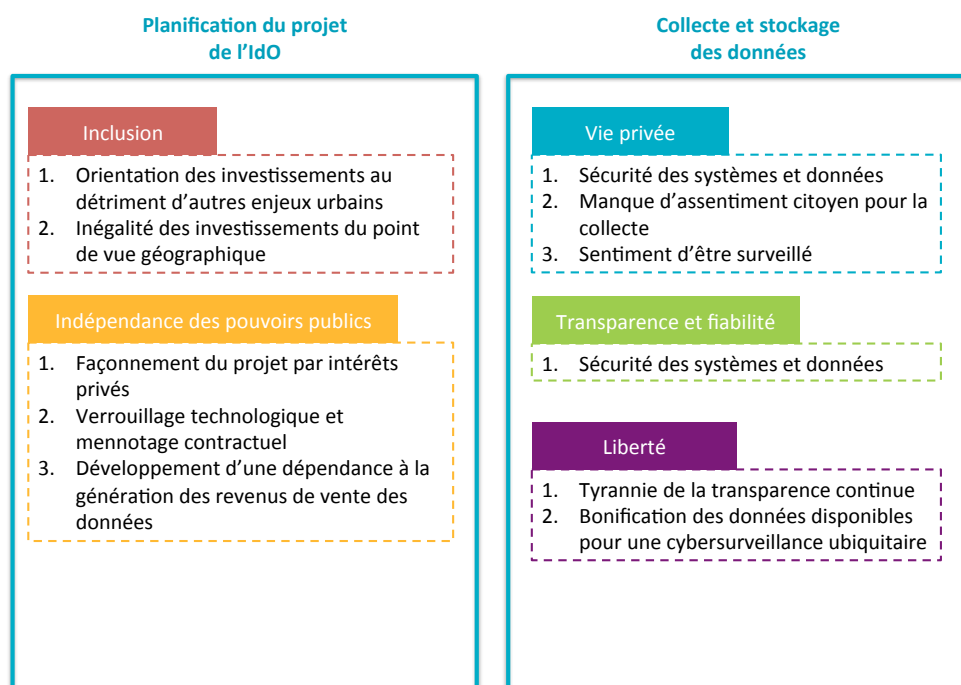 Planification du projet
de l'IdO
Inclusion
1. Orientation des investissements au
détriment d'autres enjeux urbains
2. Inégalité des investissements du point
de vue géographique
Indépendance des pouvoirs publics
1. Façonnement du projet par intérêts
privés
2. Verrouillage technologique et
mennotage contractuel
3. Développement d'une dépendance à la
génération des revenus de vente des
données
Collecte et stockage
des données
Vie privée
1. Sécurité des systèmes et données
2. Manque d'assentiment citoyen pour la
collecte
3. Sentiment d'être surveillé
Transparence et fiabilité
1. Sécurité des systèmes et données
Liberté
1. Tyrannie de la transparence continue
2. Bonification des données disponibles
pour une cybersurveillance ubiquitaire